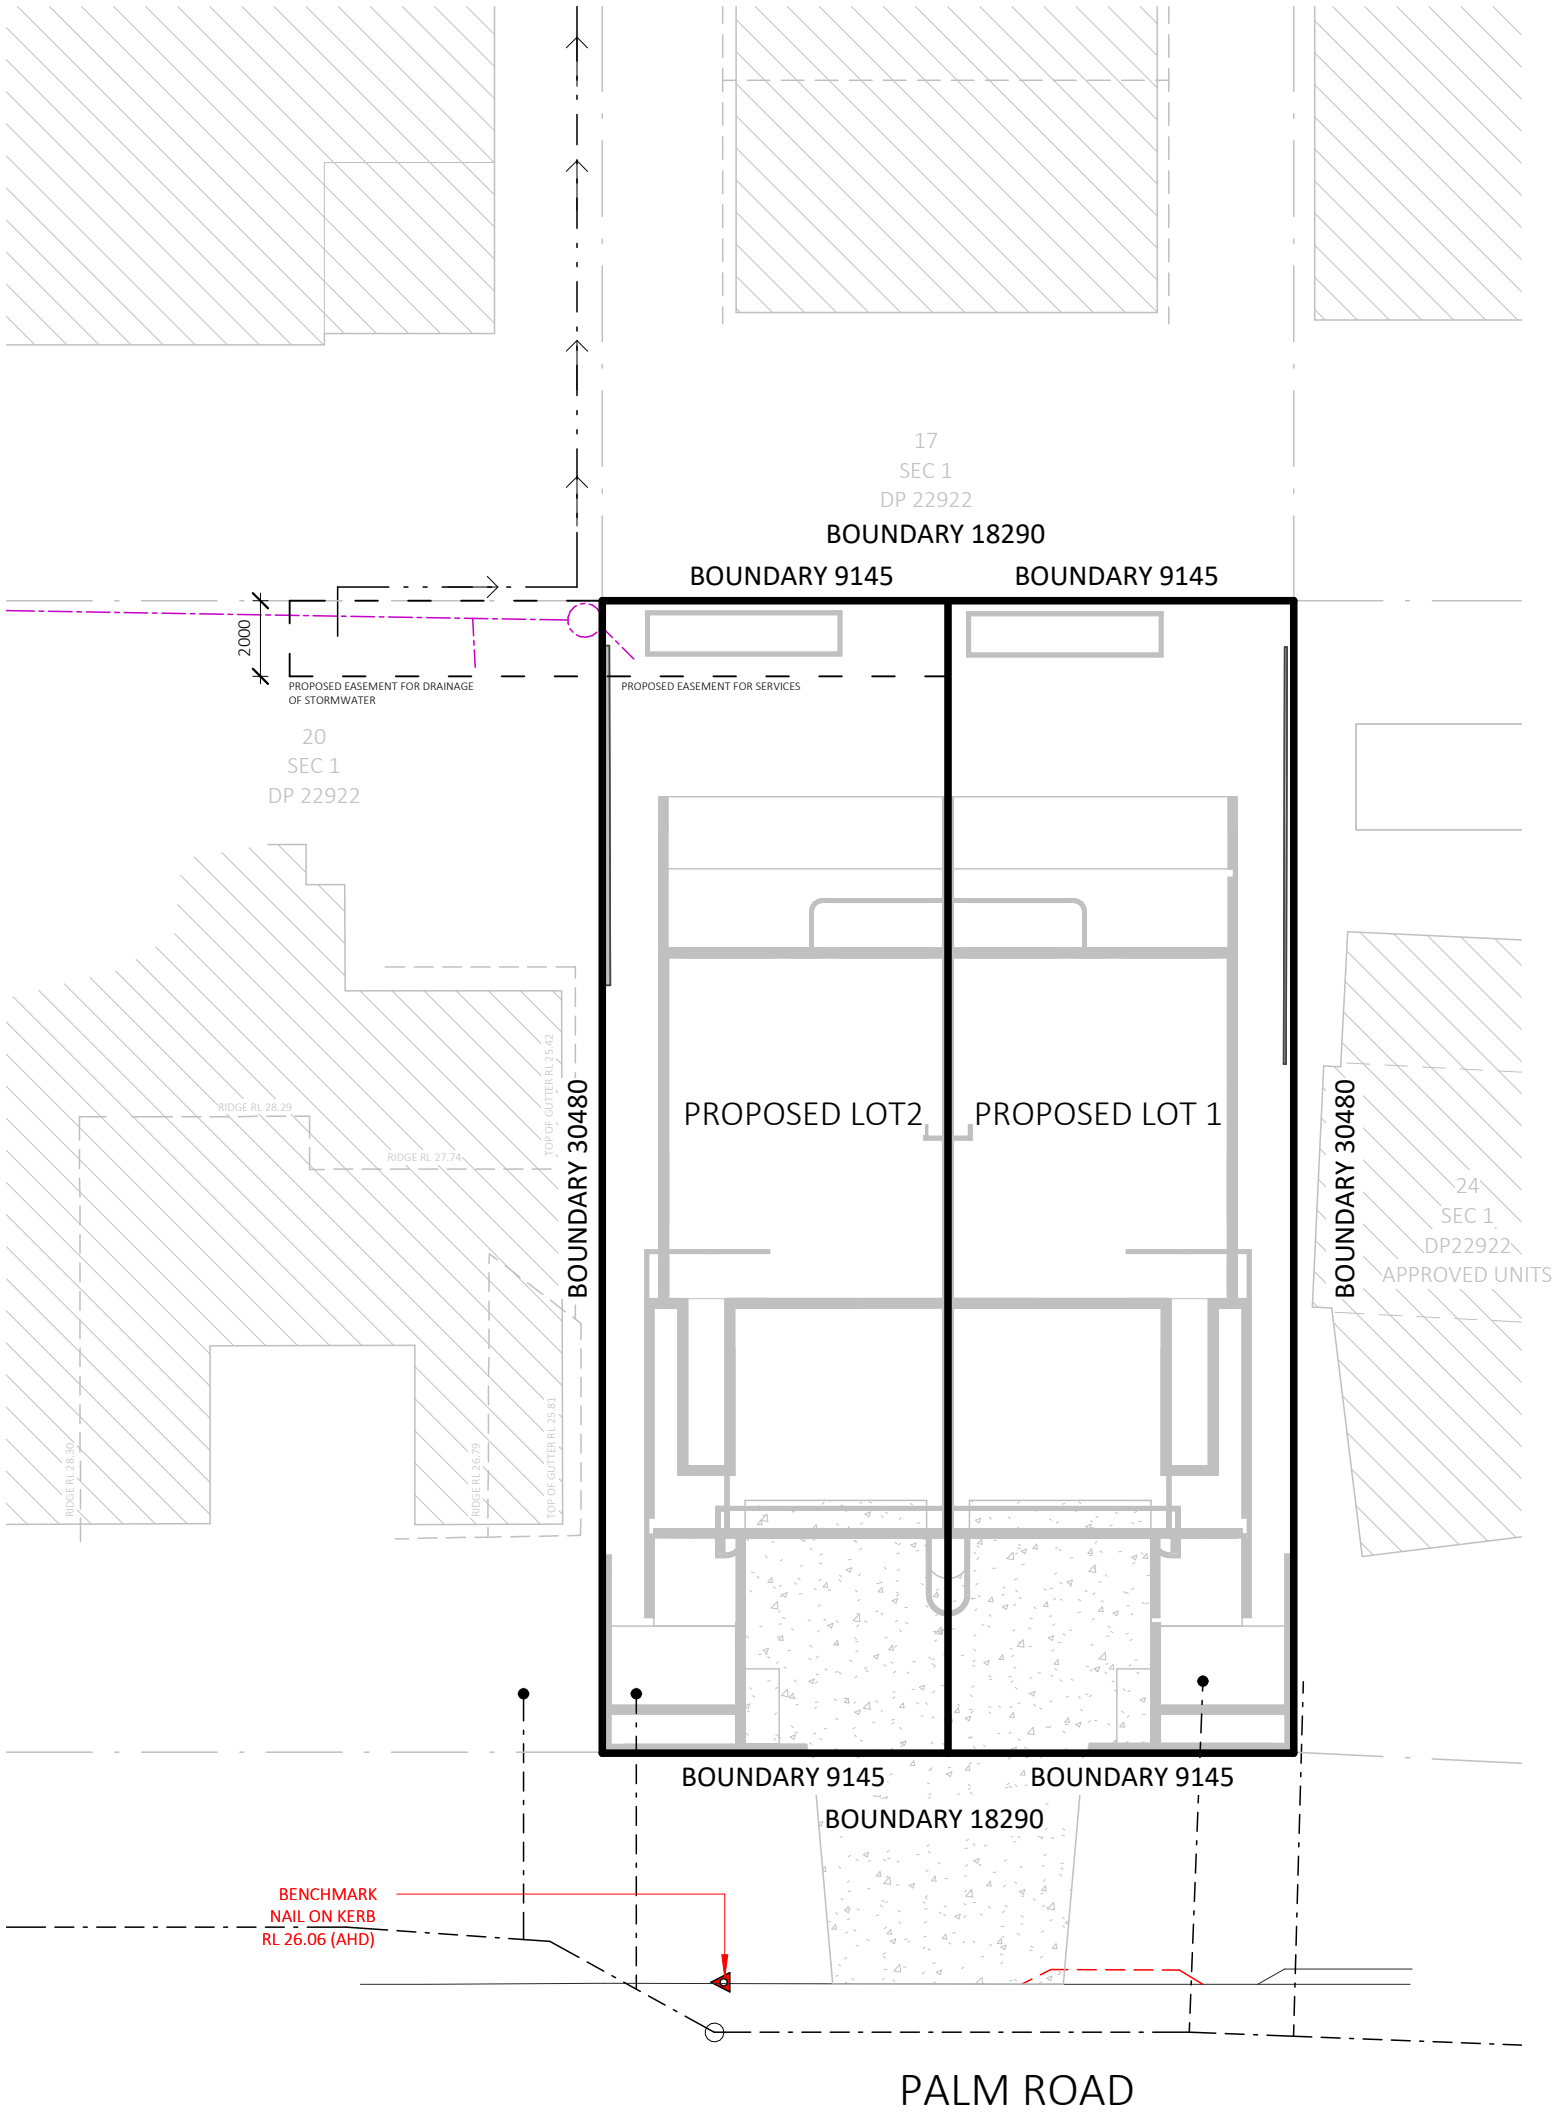 17
SEC 1
DP 22922
BOUNDARY 18290
BOUNDARY 9145
BOUNDARY 9145
2000
PROPOSED EASEMENT FOR DRAINAGE
OF STORMWATER
PROPOSED EASEMENT FOR SERVICES
20
SEC 1
DP 22922
TOP OF GUTTER RL 25.42
RIDGE RL 28.29
RIDGE RL 27.74
BOUNDARY 30480
PROPOSED LOT2
PROPOSED LOT 1
BOUNDARY 30480
24
SEC 1
DP22922
APPROVED UNITS
RIDGE RL 28.30
RIDGE RL 26.79
TOP OF GUTTER RL 25.81
BOUNDARY 9145
BOUNDARY 9145
BOUNDARY 18290
BENCHMARK
NAIL ON KERB
RL 26.06 (AHD)
PALM ROAD